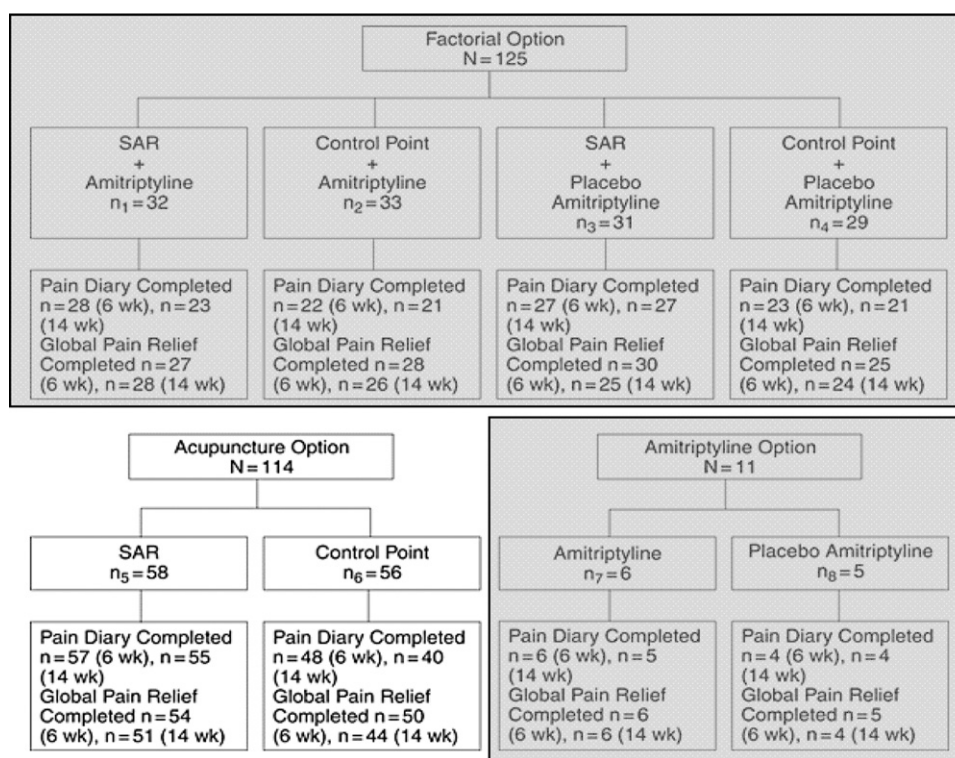 Factorial Option
N=125
SAR
+
Amitriptyline
n1=32
Control Point
+
Amitriptyline
n2=33
SAR
+
Placebo
Amitriptyline
n3=31
Control Point
+
Placebo
Amitriptyline
n4=29
Pain Diary Completed
n=28 (6 wk), n=23
(14 wk)
Global Pain Relief
Completed n=27
(6 wk), n=28 (14 wk)
Pain Diary Completed
n=22 (6 wk), n=21
(14 wk)
Global Pain Relief
Completed n=28
(6 wk), n=26 (14 wk)
Pain Diary Completed
n=27 (6 wk), n=27
(14 wk)
Global Pain Relief
Completed n=30
(6 wk), n=25 (14 wk)
Pain Diary Completed
n=23 (6 wk), n=21
(14 wk)
Global Pain Relief
Completed n=25
(6 wk), n=24 (14 wk)
Acupuncture Option
N=114
SAR
n5=58
Control Point
n6=56
Pain Diary Completed
n=57 (6 wk), n=55
(14 wk)
Global Pain Relief
Completed n=54
(6 wk), n=51 (14 wk)
Pain Diary Completed
n=48 (6 wk), n=40
(14 wk)
Global Pain Relief
Completed n=50
(6 wk), n=44 (14 wk)
Amitriptyline Option
N=11
Amitriptyline
n7=6
Placebo Amitriptyline
n8=5
Pain Diary Completed
n=6 (6 wk), n=5
(14 wk)
Global Pain Relief
Completed n=6
(6 wk), n=6 (14 wk)
Pain Diary Completed
n=4 (6 wk), n=4
(14 wk)
Global Pain Relief
Completed n=5
(6 wk), n=4 (14 wk)